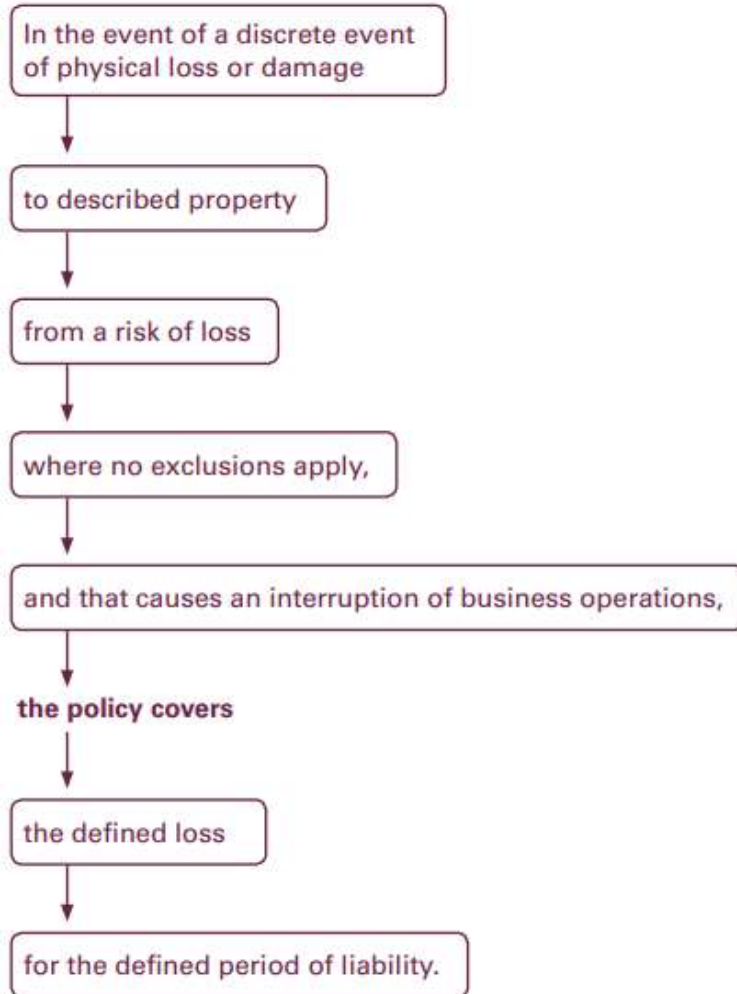 In the event of a discrete event
of physical loss or damage
to described property
from a risk of loss
where no exclusions apply,
and that causes an interruption of business operations,
the policy covers
the defined loss
for the defined period of liability.